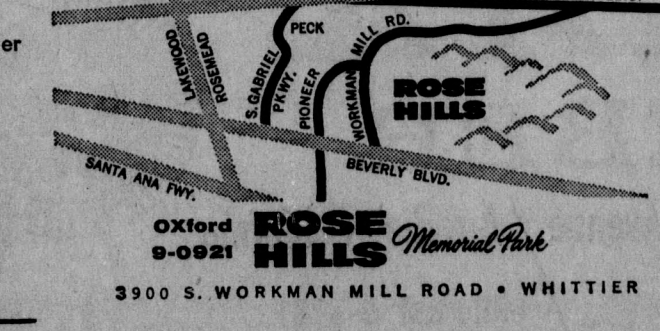 er
PECK
MILL RD.
LAKEWOOD
ROSEMEAD
S. GABRIEL
PKWY.
PIONEER
WORKMAN
ROSE
HILLS
SANTA ANA FWY.
BEVERLY BLVD.
OXford
9-0921
ROSE
HILLS
Memorial Park
3900 S. WORKMAN MILL ROAD • WHITTIER